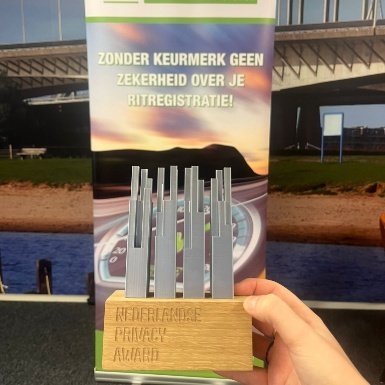 ZONDER KEURMERK GEEN
ZEKERHEID OVER JE
RITREGISTRATIE!
NEDERLANDSE
PRIVACY
AWARD